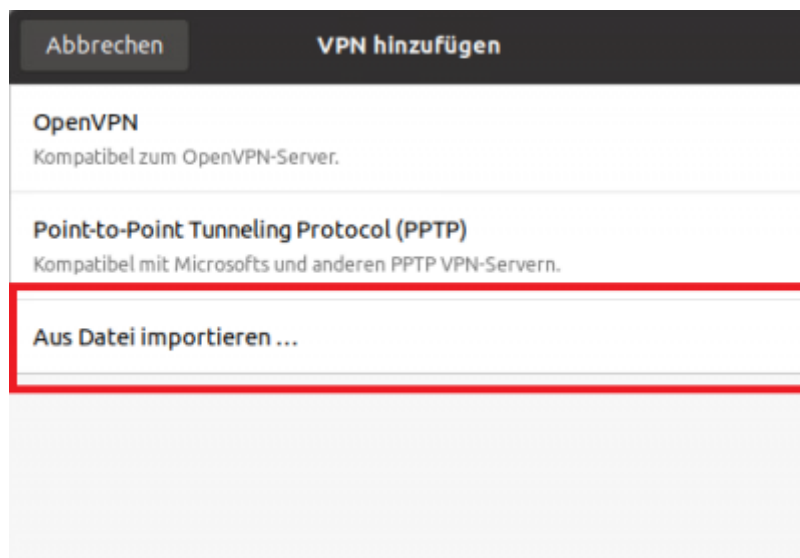 Abbrechen
VPN hinzufügen
OpenVPN
Kompatibel zum OpenVPN-Server.
Point-to-Point Tunneling Protocol (PPTP)
Kompatibel mit Microsofts und anderen PPTP VPN-Servern.
Aus Datei importieren …